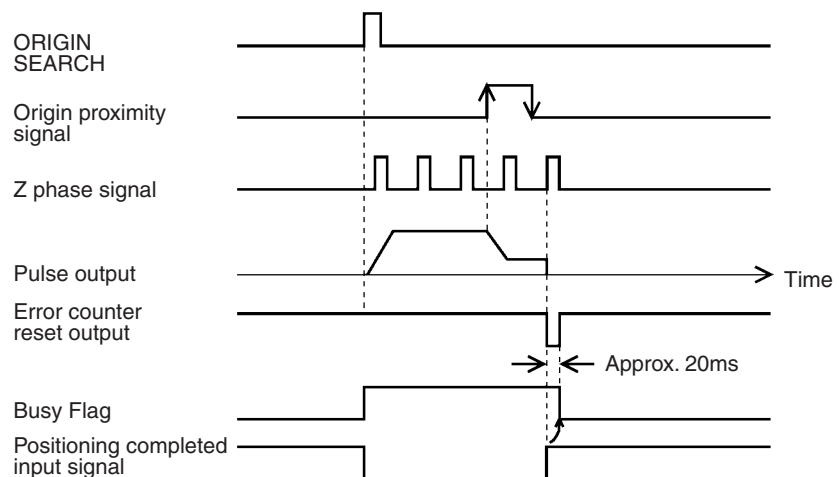 ORIGIN
SEARCH
Origin proximity
signal
Z phase signal
Pulse output
Time
Error counter
reset output
Approx. 20ms
Busy Flag
Positioning completed
input signal